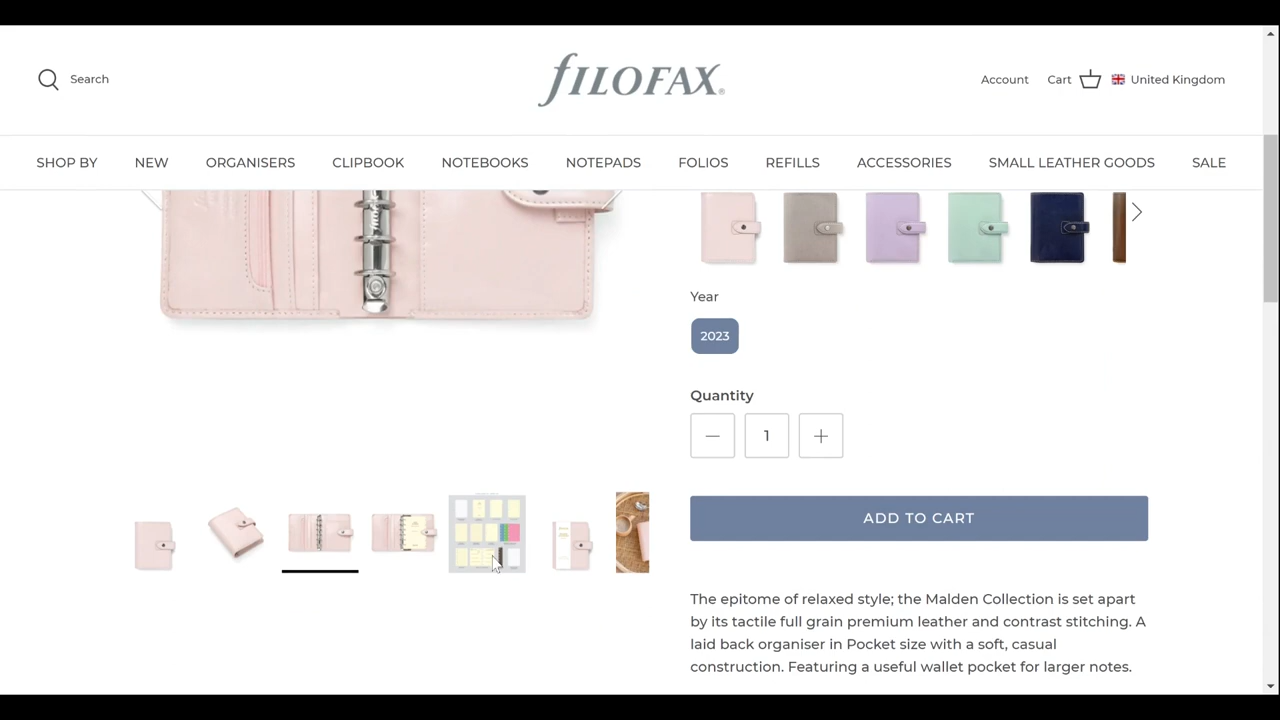 Search
fILOFAX®
Account
Cart
United Kingdom
SHOP BY
NEW
ORGANISERS
CLIPBOOK
NOTEBOOKS
NOTEPADS
FOLIOS
REFILLS
ACCESSORIES
SMALL LEATHER GOODS
SALE
Year
2023
Quantity
1
ADD TO CART
The epitome of relaxed style; the Malden Collection is set apart
by its tactile full grain premium leather and contrast stitching. A
laid back organiser in Pocket size with a soft, casual
construction. Featuring a useful wallet pocket for larger notes.